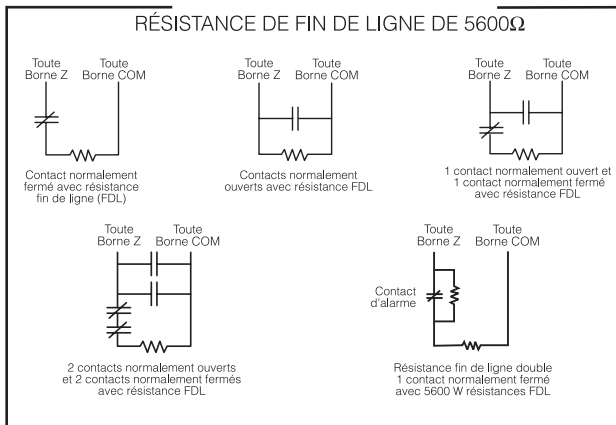 RÉSISTANCE DE FIN DE LIGNE DE 5600Ω
Toute
Borne Z
Toute
Borne COM
Contact normalement
fermé avec résistance
fin de ligne (FDL)
Toute
Borne Z
Toute
Borne COM
Contacts normalement
ouverts avec résistance FDL
Toute
Borne Z
Toute
Borne COM
1 contact normalement ouvert et
1 contact normalement fermé
avec résistance FDL
Toute
Borne Z
Toute
Borne COM
2 contacts normalement ouverts
et 2 contacts normalement fermés
avec résistance FDL
Toute
Borne Z
Toute
Borne COM
Contact
d'alarme
Résistance fin de ligne double
1 contact normalement fermé
avec 5600 W résistances FDL